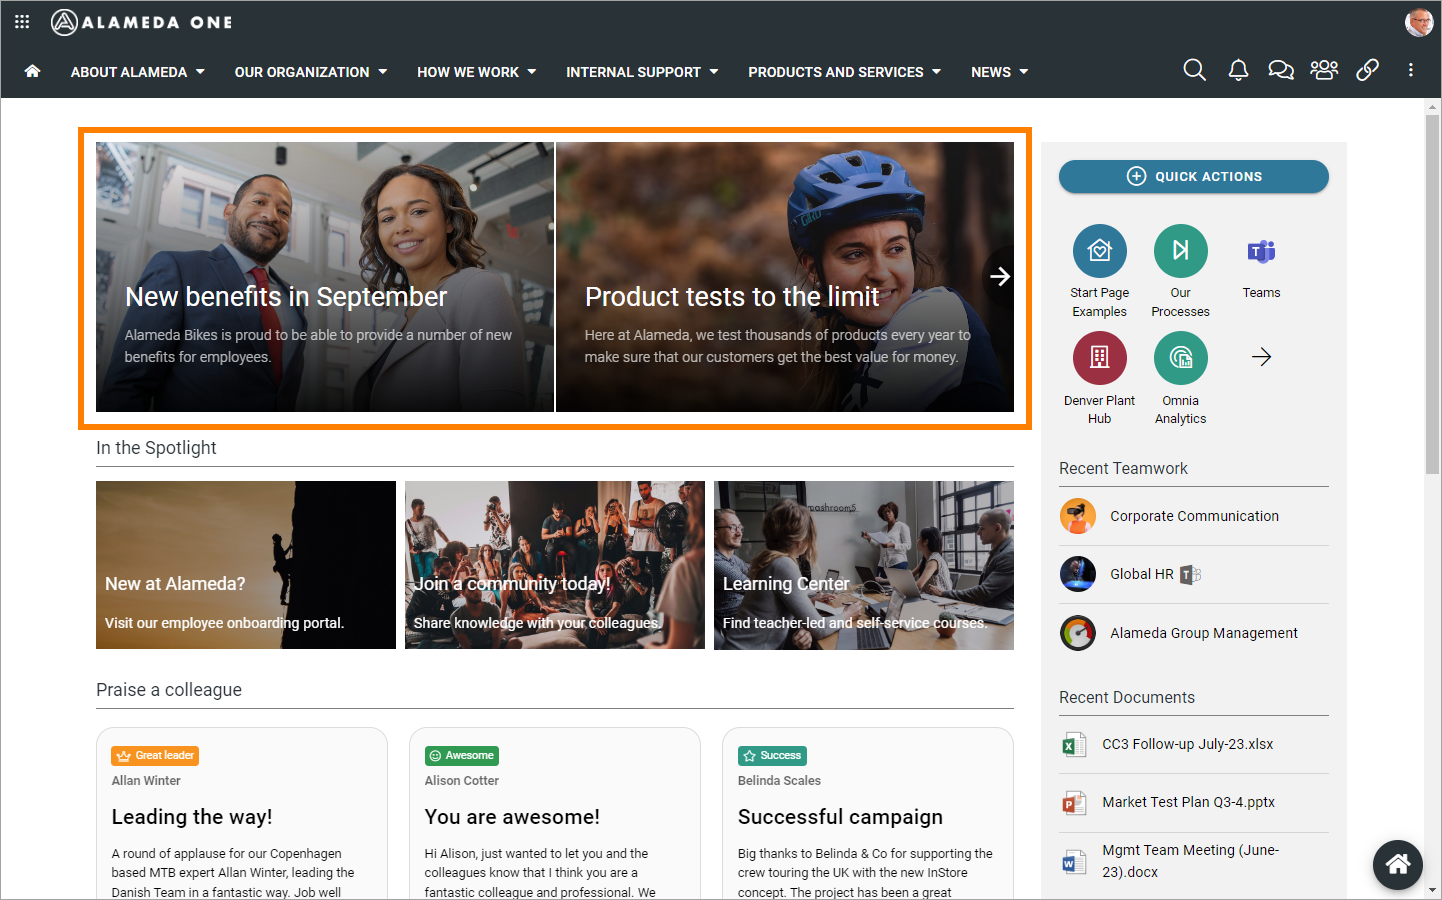 ALAMEDA ONE
ABOUT ALAMEDA
OUR ORGANIZATION
HOW WE WORK
INTERNAL SUPPORT
PRODUCTS AND SERVICES
NEWS
New benefits in September
Alameda Bikes is proud to be able to provide a number of new
benefits for employees.
GIRO
Product tests to the limit
Here at Alameda, we test thousands of products every year to
make sure that our customers get the best value for money.
In the Spotlight
New at Alameda?
Visit our employee onboarding portal.
Join a community today!
Share knowledge with your colleagues.
mashroom5
Learning Center
Find teacher-led and self-service courses.
Praise a colleague
Great leader
Allan Winter
Leading the way!
A round of applause for our Copenhagen
based MTB expert Allan Winter, leading the
Danish Team in a fantastic way. Job well
Awesome
Alison Cotter
You are awesome!
Hi Alison, just wanted to let you and the
colleagues know that I think you are a
fantastic colleague and professional. We
Success
Belinda Scales
Successful campaign
Big thanks to Belinda & Co for supporting the
crew touring the UK with the new InStore
concept. The project has been a great
QUICK ACTIONS
Start Page
Examples
Our
Processes
Teams
Denver Plant
Hub
Omnia
Analytics
Recent Teamwork
Corporate Communication
Global HR
Alameda Group Management
Recent Documents
CC3 Follow-up July-23.xlsx
Market Test Plan Q3-4.pptx
Mgmt Team Meeting (June-
23).docx